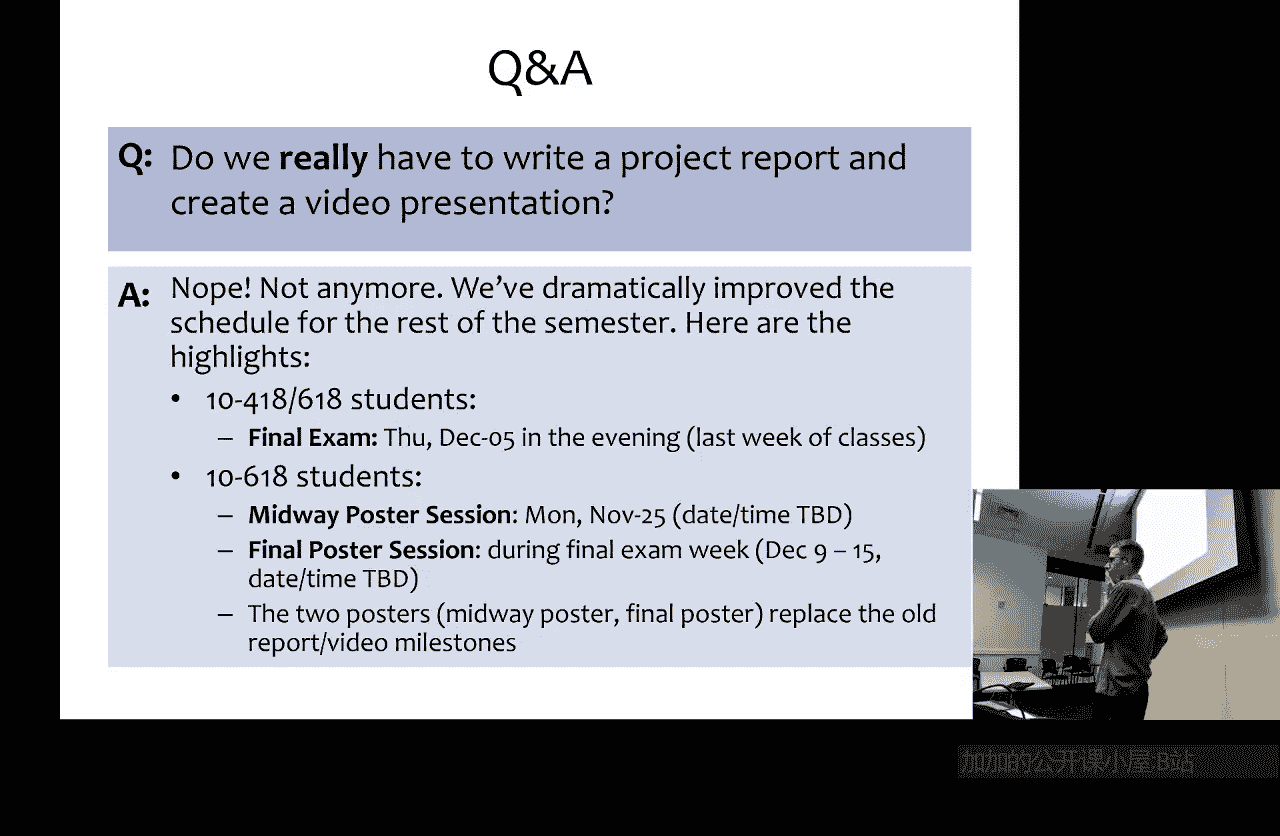 Q&A
Q: Do we really have to write a project report and
create a video presentation?
A: Nope! Not anymore. We’ve dramatically improved the
schedule for the rest of the semester. Here are the
highlights:
• 10-418/618 students:
– Final Exam: Thu, Dec-05 in the evening (last week of classes)
• 10-618 students:
– Midway Poster Session: Mon, Nov-25 (date/time TBD)
– Final Poster Session: during final exam week (Dec 9 – 15,
date/time TBD)
– The two posters (midway poster, final poster) replace the old
report/video milestones
加加的公开课小屋 B站